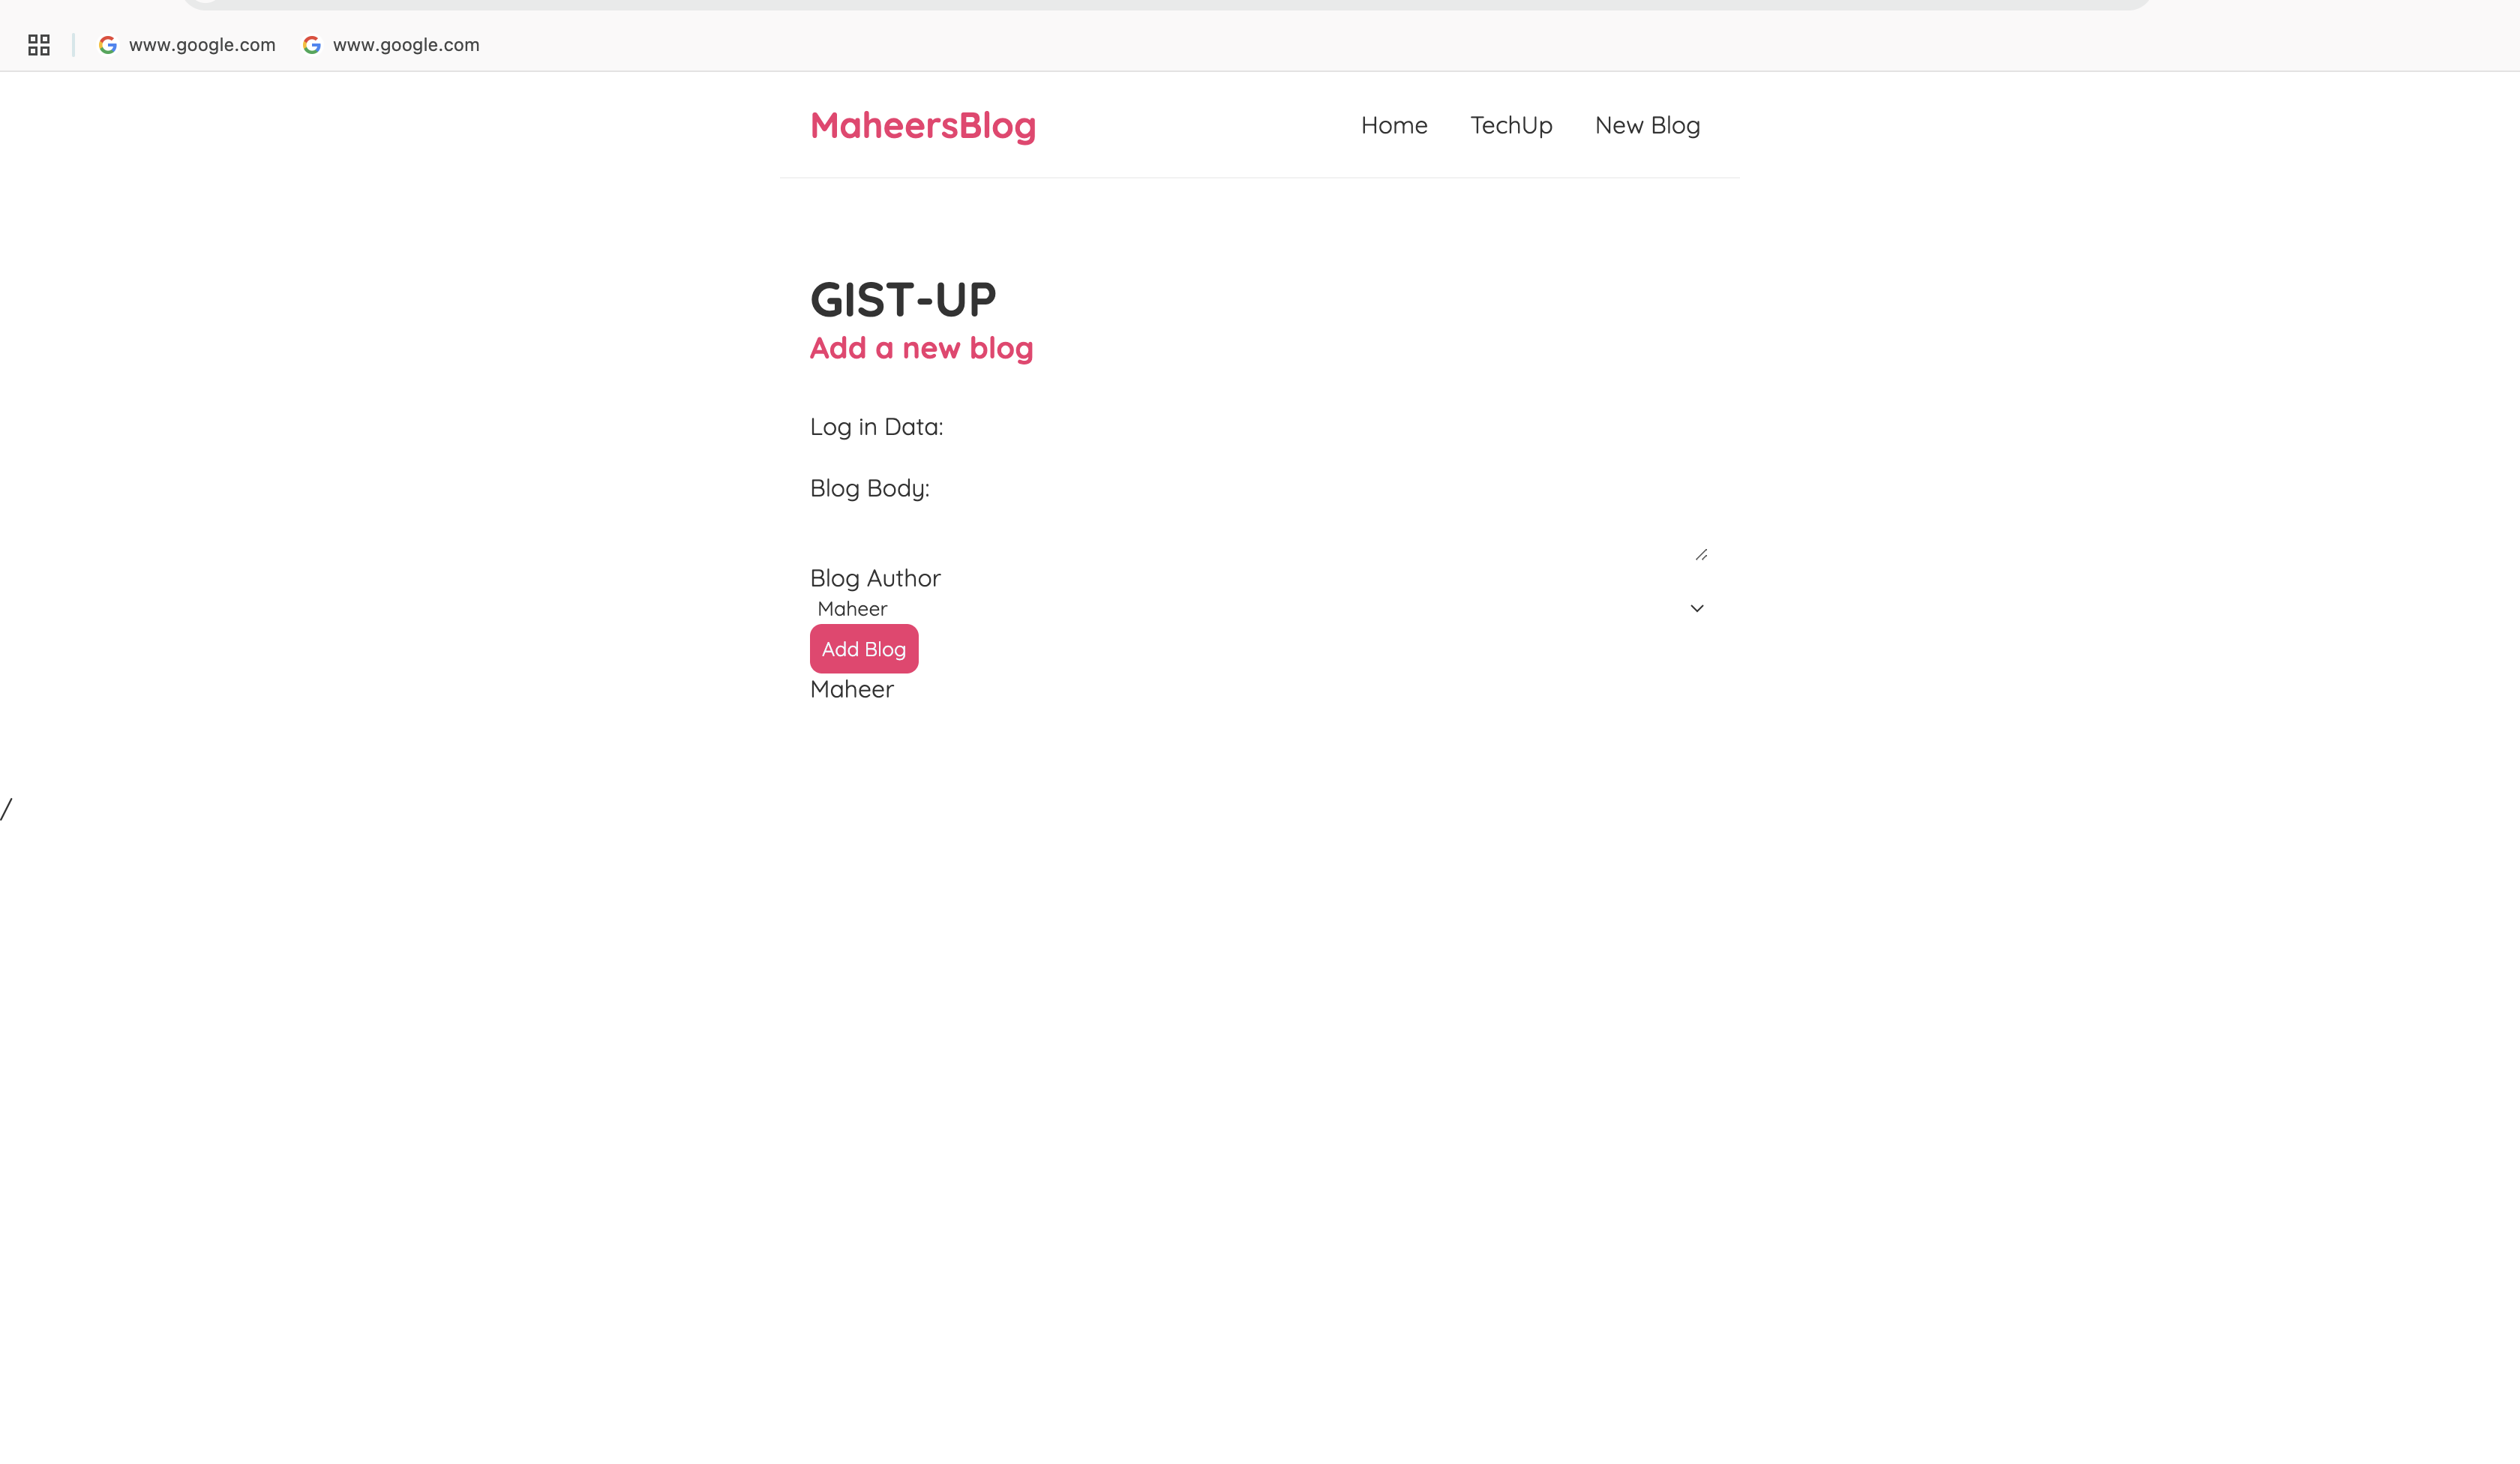 www.google.com www.google.com
MaheersBlog Home TechUp New Blog
GIST-UP
Add a new blog
Log in Data:
Blog Body:
Blog Author
Maheer
Add Blog
Maheer
/